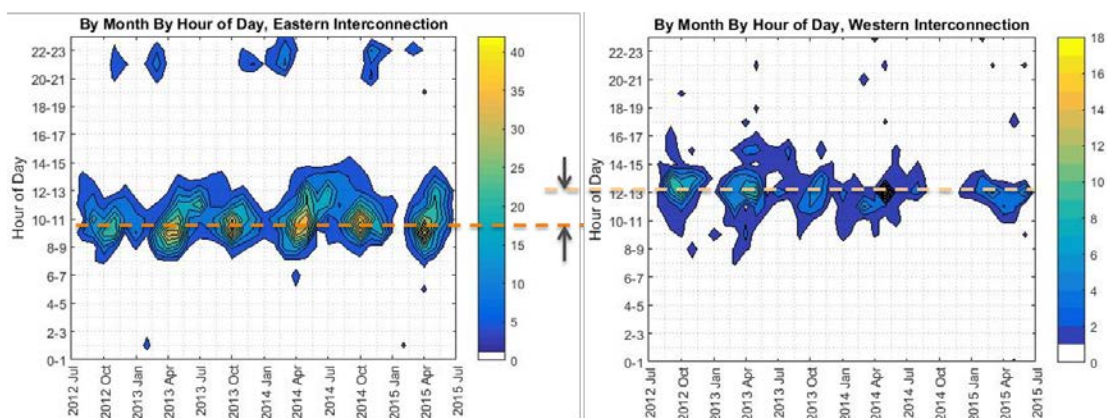 By Month By Hour of Day, Eastern Interconnection
Hour of Day
22-23
20-21
18-19
16-17
14-15
12-13
10-11
8-9
6-7
4-5
2-3
0-1
2012 Jul
2012 Oct
2013 Jan
2013 Apr
2013 Jul
2013 Oct
2014 Jan
2014 Apr
2014 Jul
2014 Oct
2015 Jan
2015 Apr
2015 Jul
40
35
30
25
20
15
10
5
0
By Month By Hour of Day, Western Interconnection
Hour of Day
22-23
20-21
18-19
16-17
14-15
12-13
10-11
8-9
6-7
4-5
2-3
0-1
2012 Jul
2012 Oct
2013 Jan
2013 Apr
2013 Jul
2013 Oct
2014 Jan
2014 Apr
2014 Jul
2014 Oct
2015 Jan
2015 Apr
2015 Jul
18
16
14
12
10
8
6
4
2
0